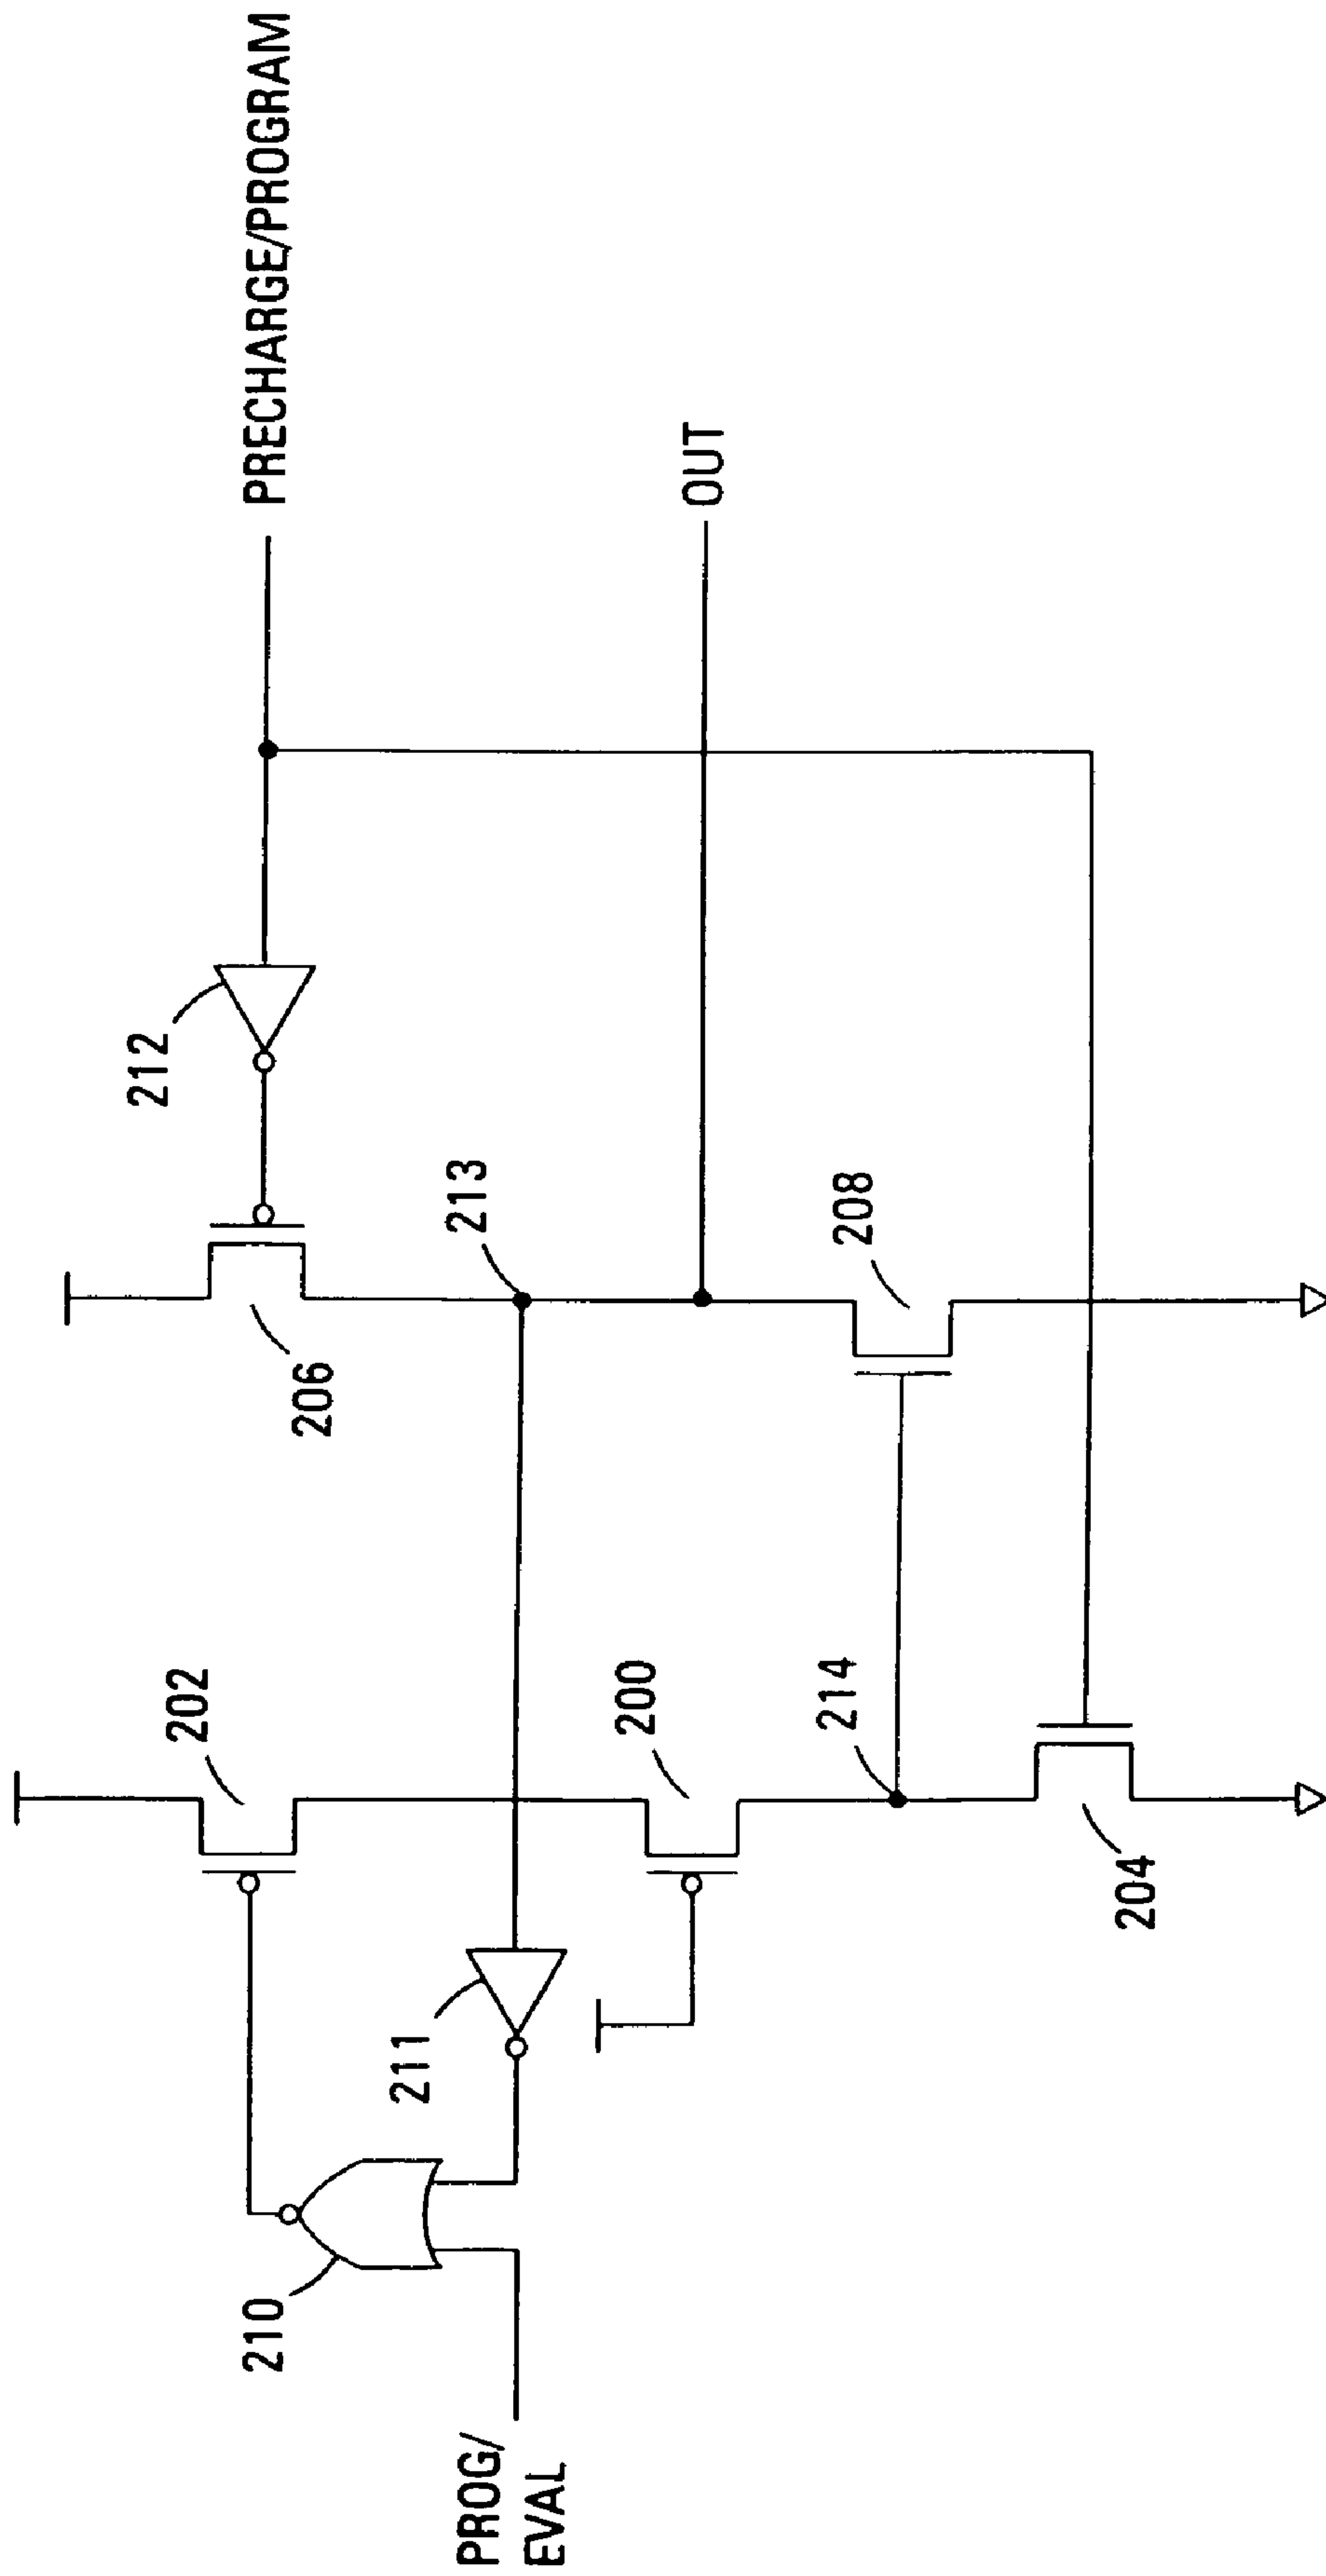 202
206
212
PRECHARGE/PROGRAM
210
211
213
PROG/
EVAL
200
OUT
214
208
204